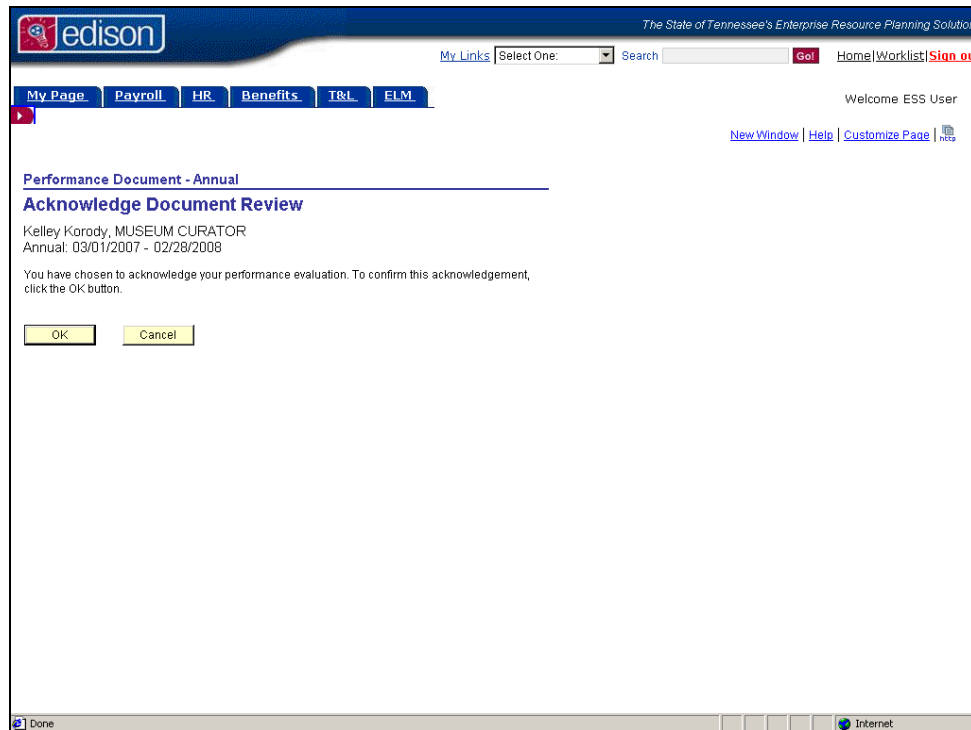 edison
The State of Tennessee's Enterprise Resource Planning Solution
My Links Select One: Search Go! Home|Worklist|Sign ou
My Page Payroll HR Benefits T&L ELM
Welcome ESS User
New Window | Help | Customize Page | http
Performance Document - Annual
Acknowledge Document Review
Kelley Korody, MUSEUM CURATOR
Annual: 03/01/2007 - 02/28/2008
You have chosen to acknowledge your performance evaluation. To confirm this acknowledgement,
click the OK button.
OK Cancel
Done Internet